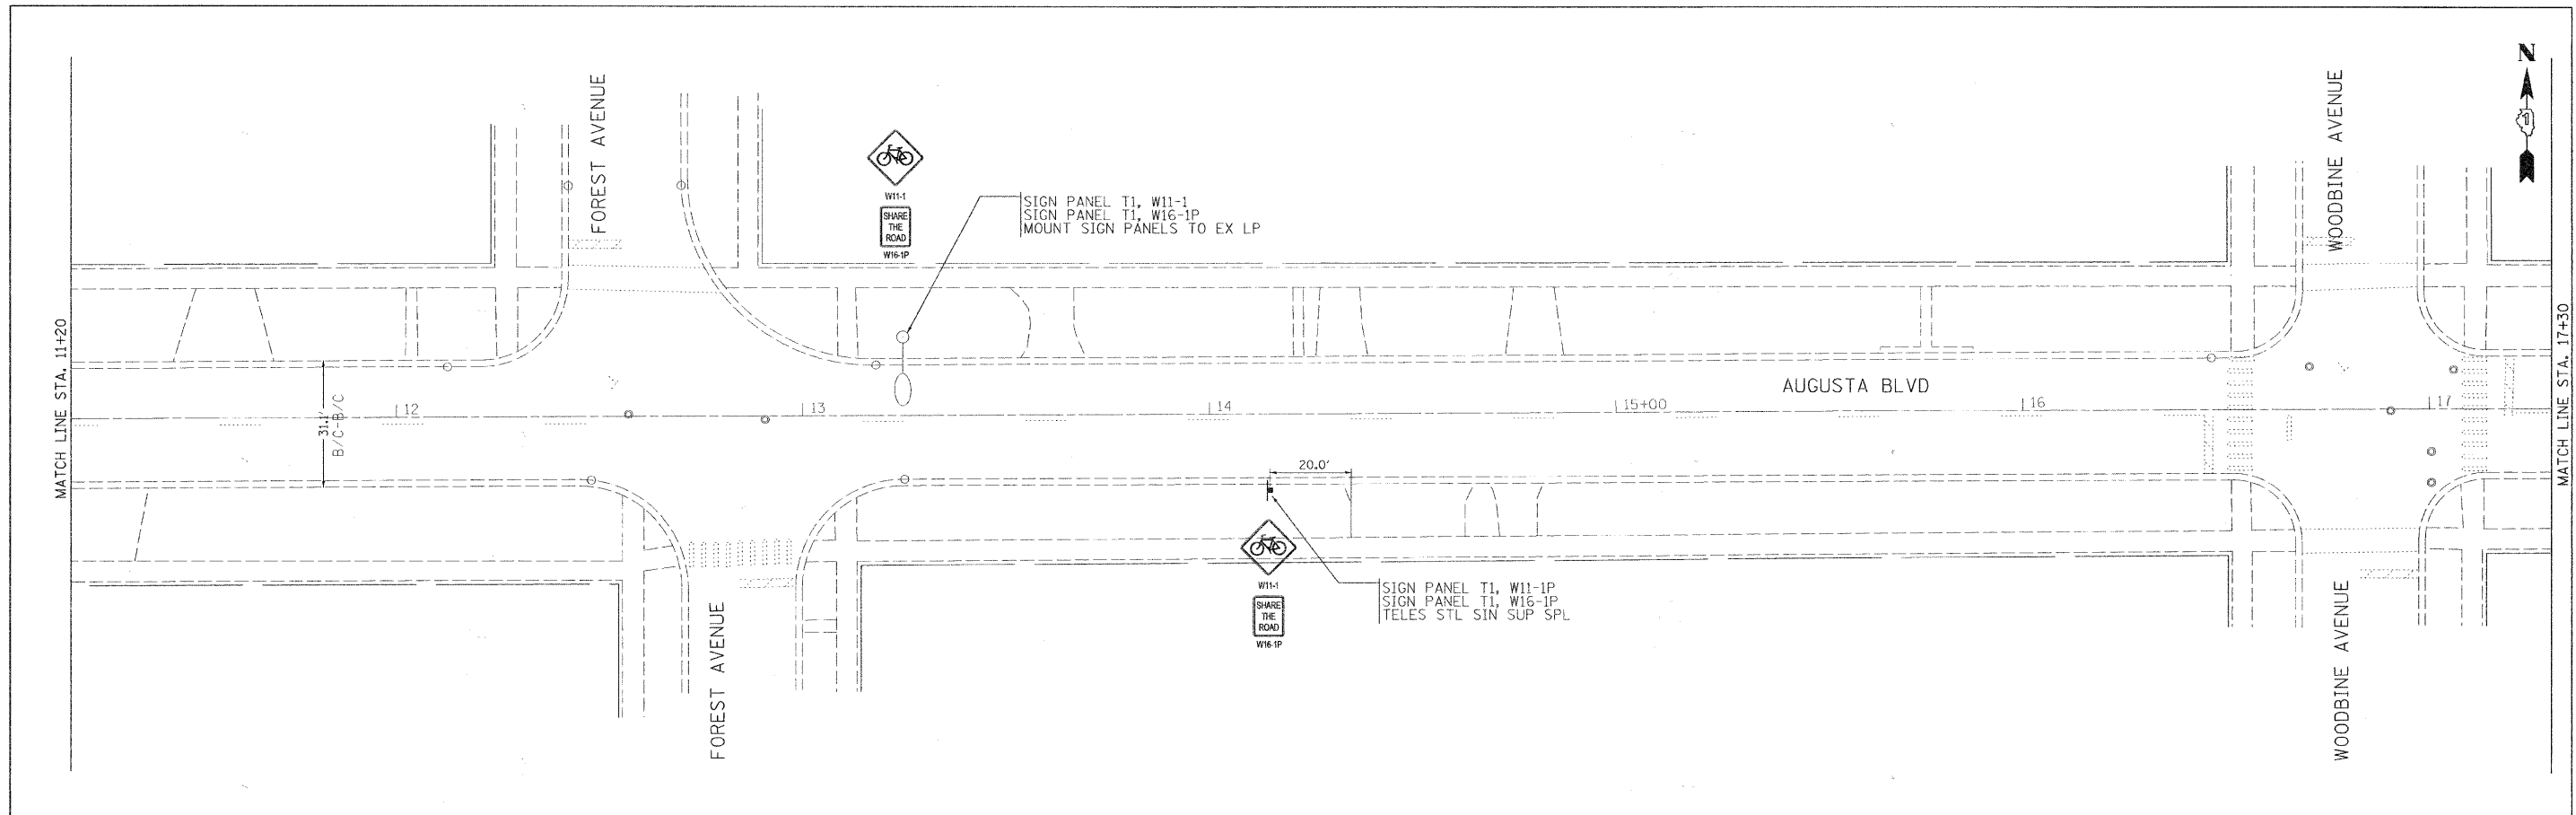 N
1
FOREST AVENUE
WOODBINE AVENUE
W11-1
SHARE
THE
ROAD
W16-1P
SIGN PANEL T1, W11-1
SIGN PANEL T1, W16-1P
MOUNT SIGN PANELS TO EX LP
MATCH LINE STA. 11+20
MATCH LINE STA. 17+30
AUGUSTA BLVD
31.1'
B/C-B/C
12
13
14
15+00
16
17
20.0'
W11-1
SHARE
THE
ROAD
W16-1P
SIGN PANEL T1, W11-1P
SIGN PANEL T1, W16-1P
TELES STL SIN SUP SPL
FOREST AVENUE
WOODBINE AVENUE